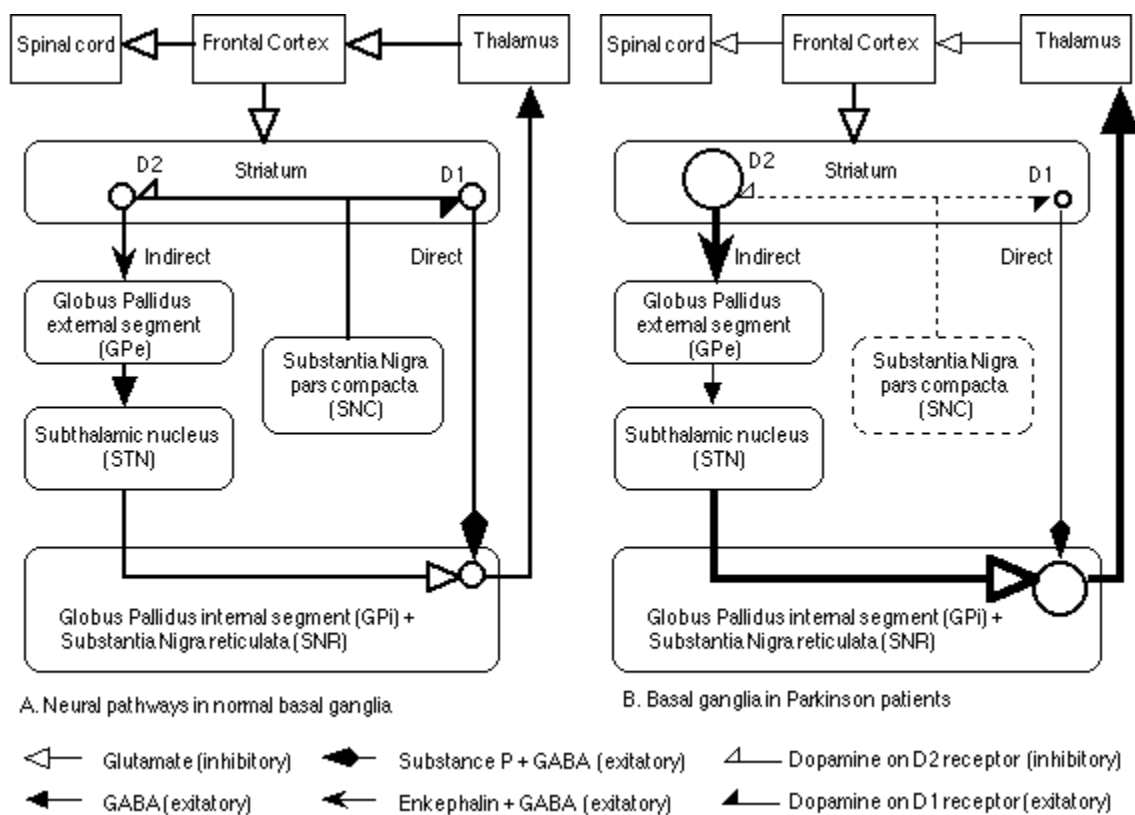 Spinal cord
Frontal Cortex
Thalamus
D2
Striatum
D1
Indirect
Direct
Globus Pallidus
external segment
(GPe)
Substantia Nigra
pars compacta
(SNC)
Subthalamic nucleus
(STN)
Globus Pallidus internal segment (GPi) +
Substantia Nigra reticulata (SNR)
A. Neural pathways in normal basal ganglia
Spinal cord
Frontal Cortex
Thalamus
D2
Striatum
D1
Indirect
Direct
Globus Pallidus
external segment
(GPe)
Substantia Nigra
pars compacta
(SNC)
Subthalamic nucleus
(STN)
Globus Pallidus internal segment (GPi) +
Substantia Nigra reticulata (SNR)
B. Basal ganglia in Parkinson patients
Glutamate (inhibitory)
Substance P + GABA (exitatory)
Dopamine on D2 receptor (inhibitory)
GABA (exitatory)
Enkephalin + GABA (exitatory)
Dopamine on D1 receptor (exitatory)